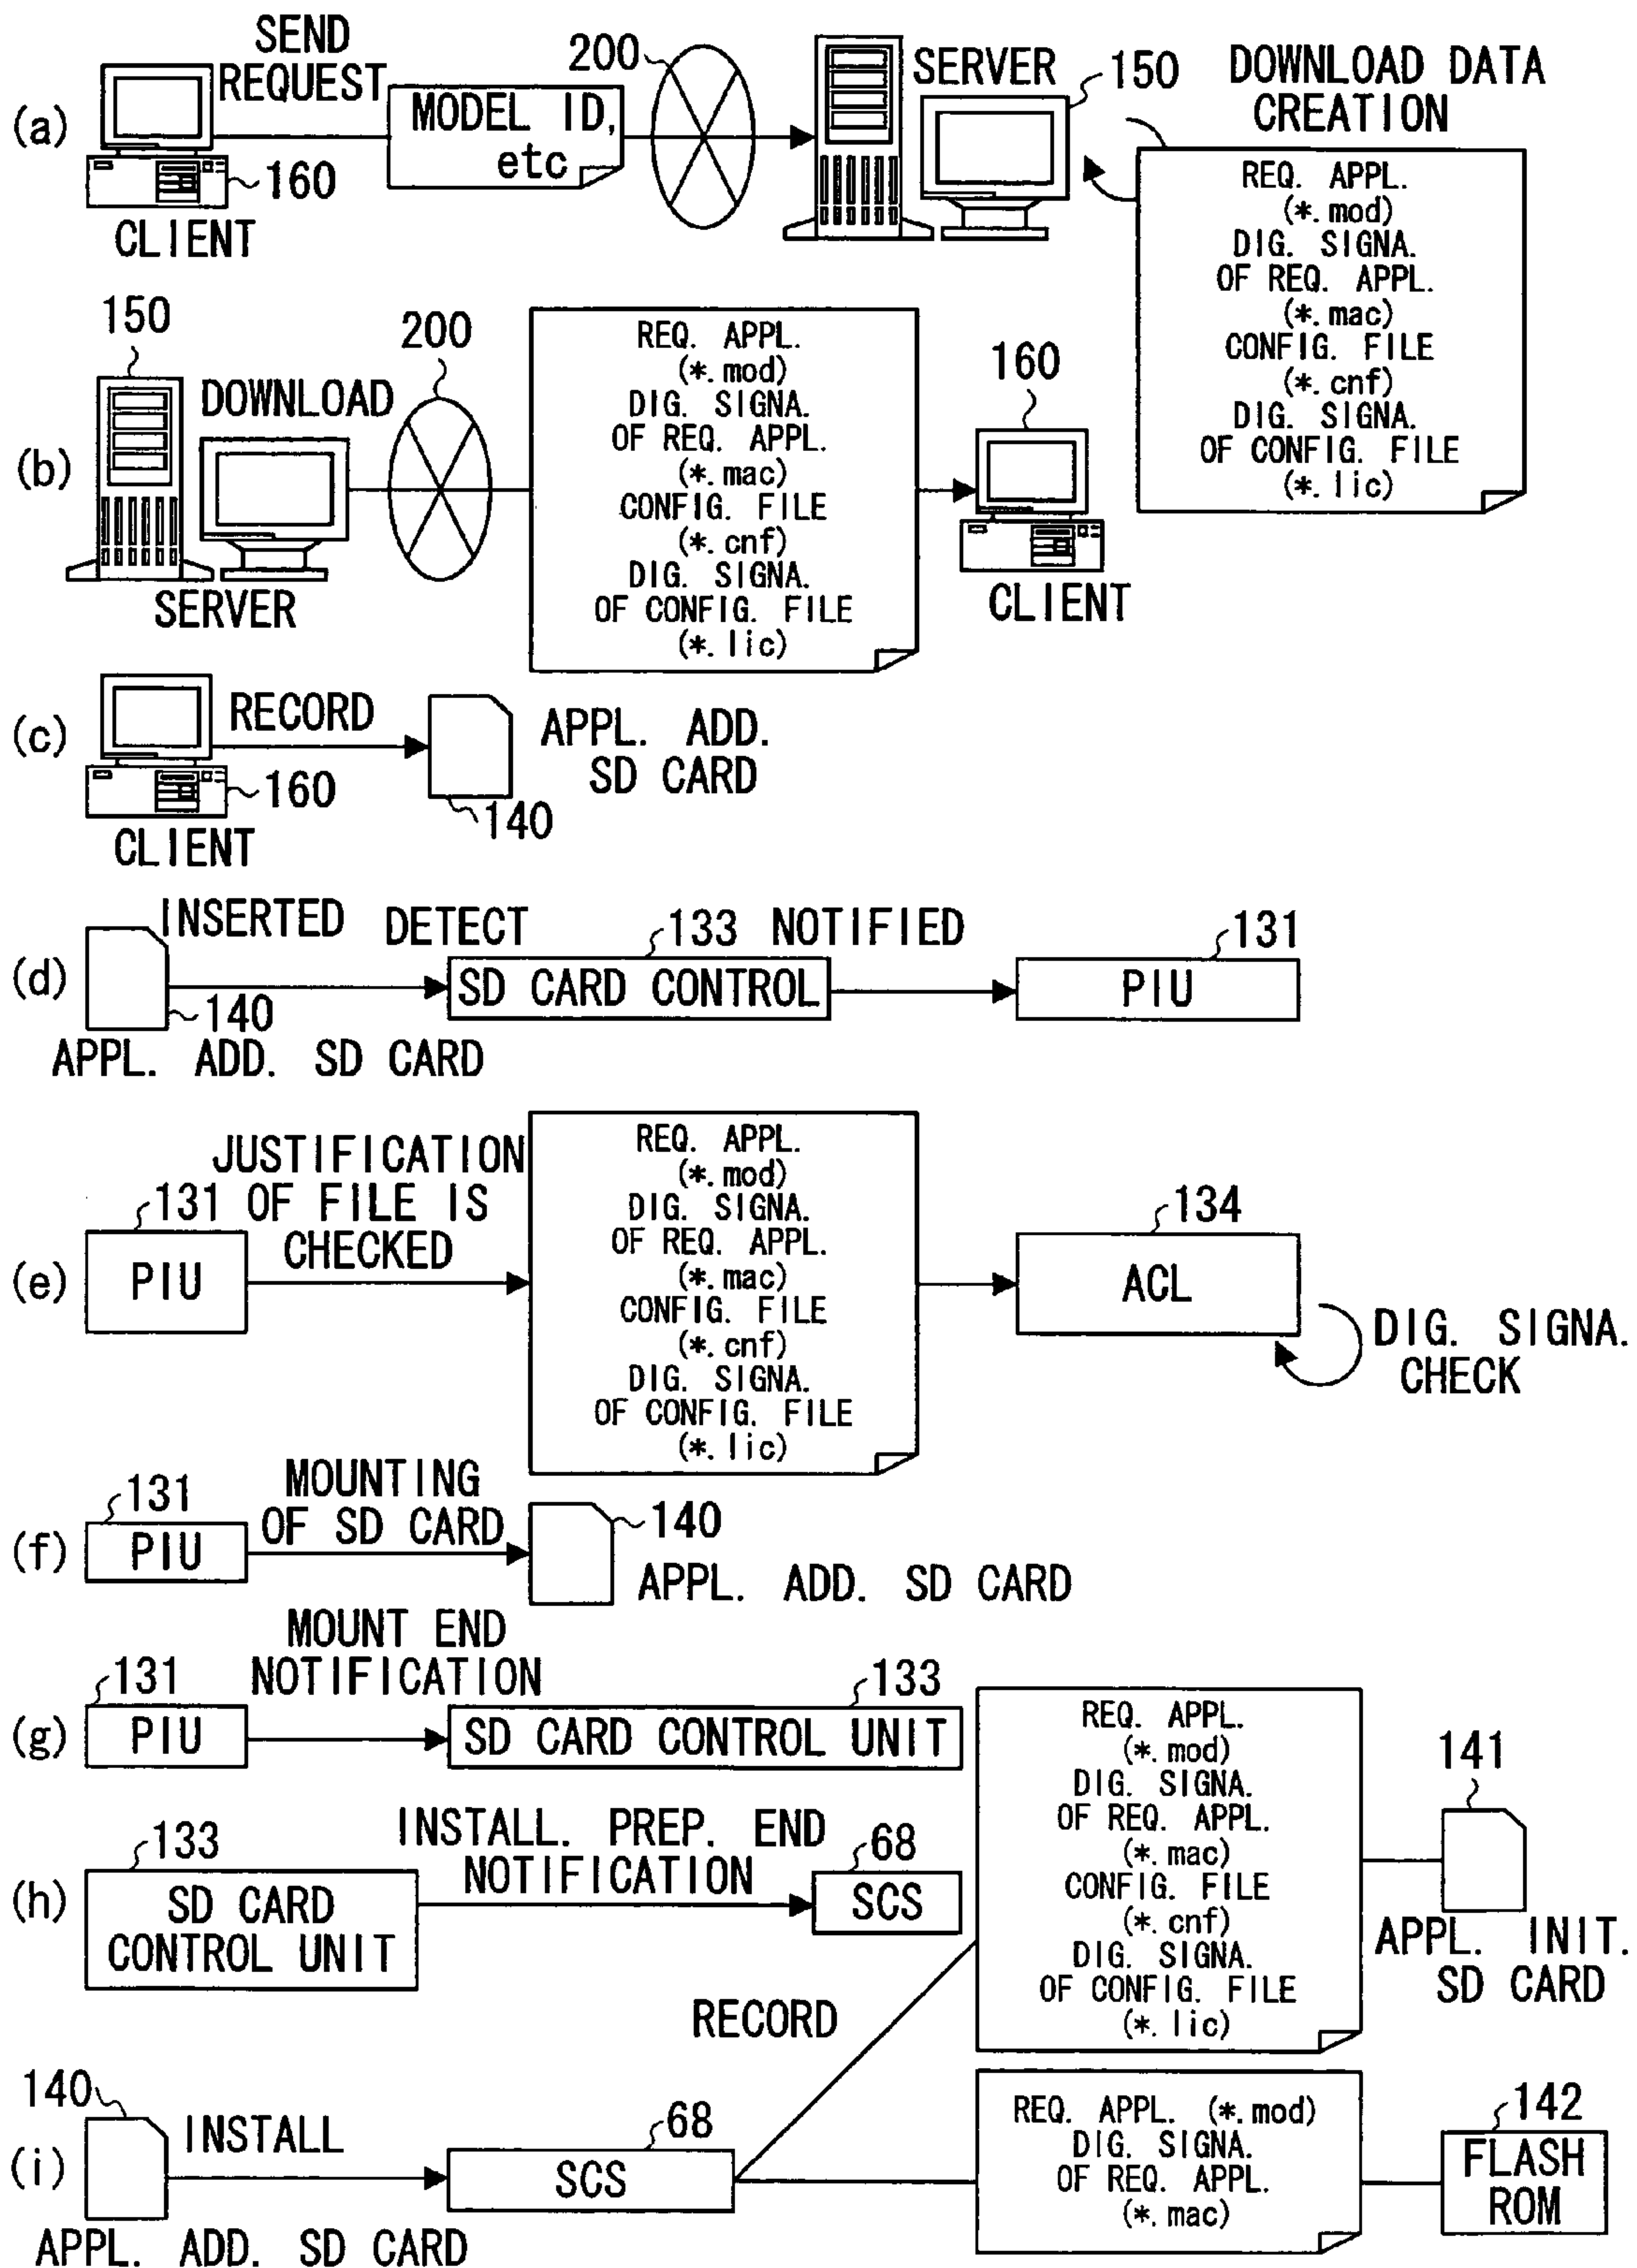 (a)
SEND
REQUEST
MODEL ID,
etc
200
SERVER
150
DOWNLOAD DATA
CREATION
160
CLIENT
REQ. APPL.
(*.mod)
DIG. SIGNA.
OF REQ. APPL.
(*.mac)
CONFIG. FILE
(*.cnf)
DIG. SIGNA.
OF CONFIG. FILE
(*.lic)
(b)
150
DOWNLOAD
SERVER
200
REQ. APPL.
(*.mod)
DIG. SIGNA.
OF REQ. APPL.
(*.mac)
CONFIG. FILE
(*.cnf)
DIG. SIGNA.
OF CONFIG. FILE
(*.lic)
160
CLIENT
(c)
RECORD
160
CLIENT
140
APPL. ADD.
SD CARD
(d)
INSERTED
140
APPL. ADD. SD CARD
DETECT
133
NOTIFIED
SD CARD CONTROL
131
PIU
(e)
131
PIU
JUSTIFICATION
OF FILE IS
CHECKED
REQ. APPL.
(*.mod)
DIG. SIGNA.
OF REQ. APPL.
(*.mac)
CONFIG. FILE
(*.cnf)
DIG. SIGNA.
OF CONFIG. FILE
(*.lic)
134
ACL
DIG. SIGNA.
CHECK
(f)
131
PIU
MOUNTING
OF SD CARD
140
APPL. ADD. SD CARD
(g)
131
PIU
MOUNT END
NOTIFICATION
133
SD CARD CONTROL UNIT
(h)
133
SD CARD
CONTROL UNIT
INSTALL. PREP. END
NOTIFICATION
68
SCS
REQ. APPL.
(*.mod)
DIG. SIGNA.
OF REQ. APPL.
(*.mac)
CONFIG. FILE
(*.cnf)
DIG. SIGNA.
OF CONFIG. FILE
(*.lic)
141
APPL. INIT.
SD CARD
RECORD
(i)
140
INSTALL
APPL. ADD. SD CARD
68
SCS
REQ. APPL. (*.mod)
DIG. SIGNA.
OF REQ. APPL.
(*.mac)
142
FLASH
ROM